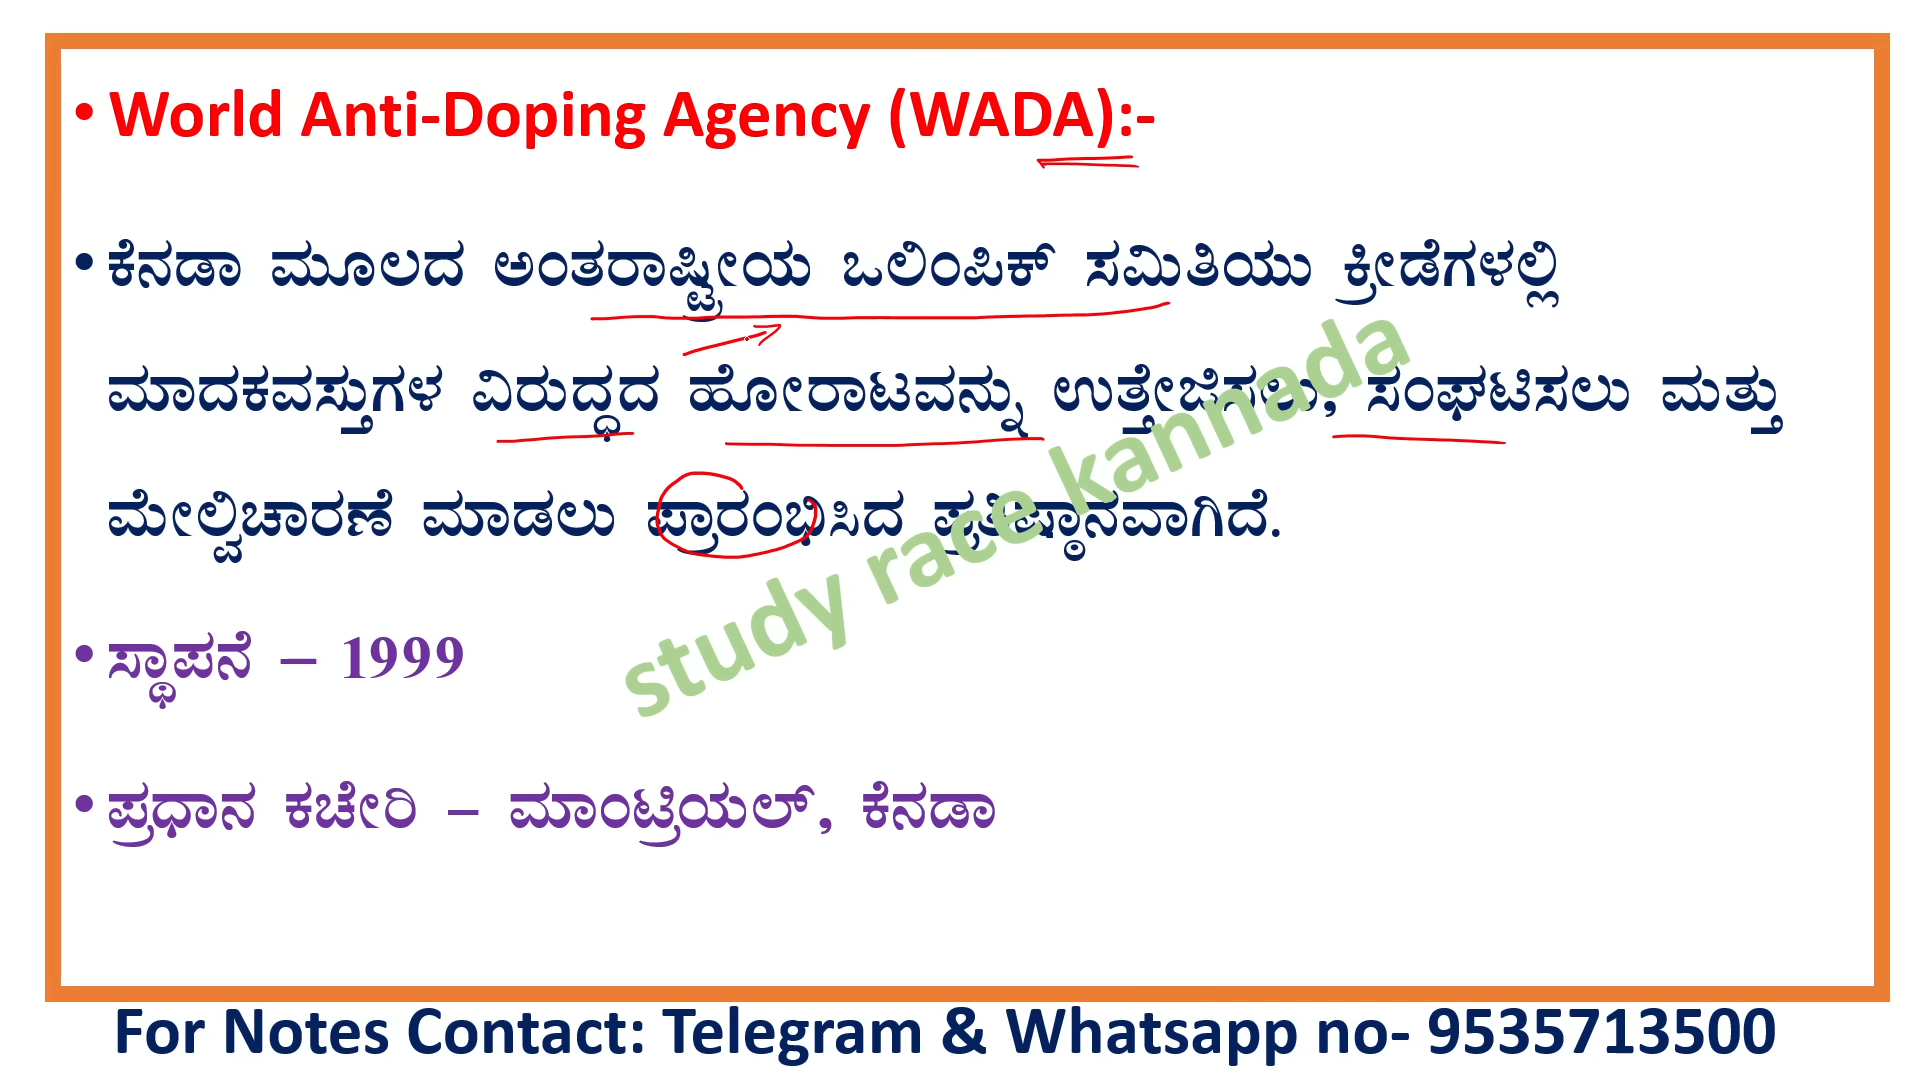 • World Anti-Doping Agency (WADA):-
• ಕೆನಡಾ ಮೂಲದ ಅಂತರಾಷ್ಟ್ರೀಯ ಒಲಿಂಪಿಕ್ ಸಮಿತಿಯು ಕ್ರೀಡೆಗಳಲ್ಲಿ
ಮಾದಕವಸ್ತುಗಳ ವಿರುದ್ಧದ ಹೋರಾಟವನ್ನು ಉತ್ತೇಜಿಸಲು, ಸಂಘಟಿಸಲು ಮತ್ತು
ಮೇಲ್ವಿಚಾರಣೆ ಮಾಡಲು ಪ್ರಾರಂಭಿಸಿದ ಪ್ರತಿಷ್ಠಾನವಾಗಿದೆ.
study race kannada
• ಸ್ಥಾಪನೆ – 1999
• ಪ್ರಧಾನ ಕಚೇರಿ – ಮಾಂಟ್ರಿಯಲ್, ಕೆನಡಾ
For Notes Contact: Telegram & Whatsapp no- 9535713500